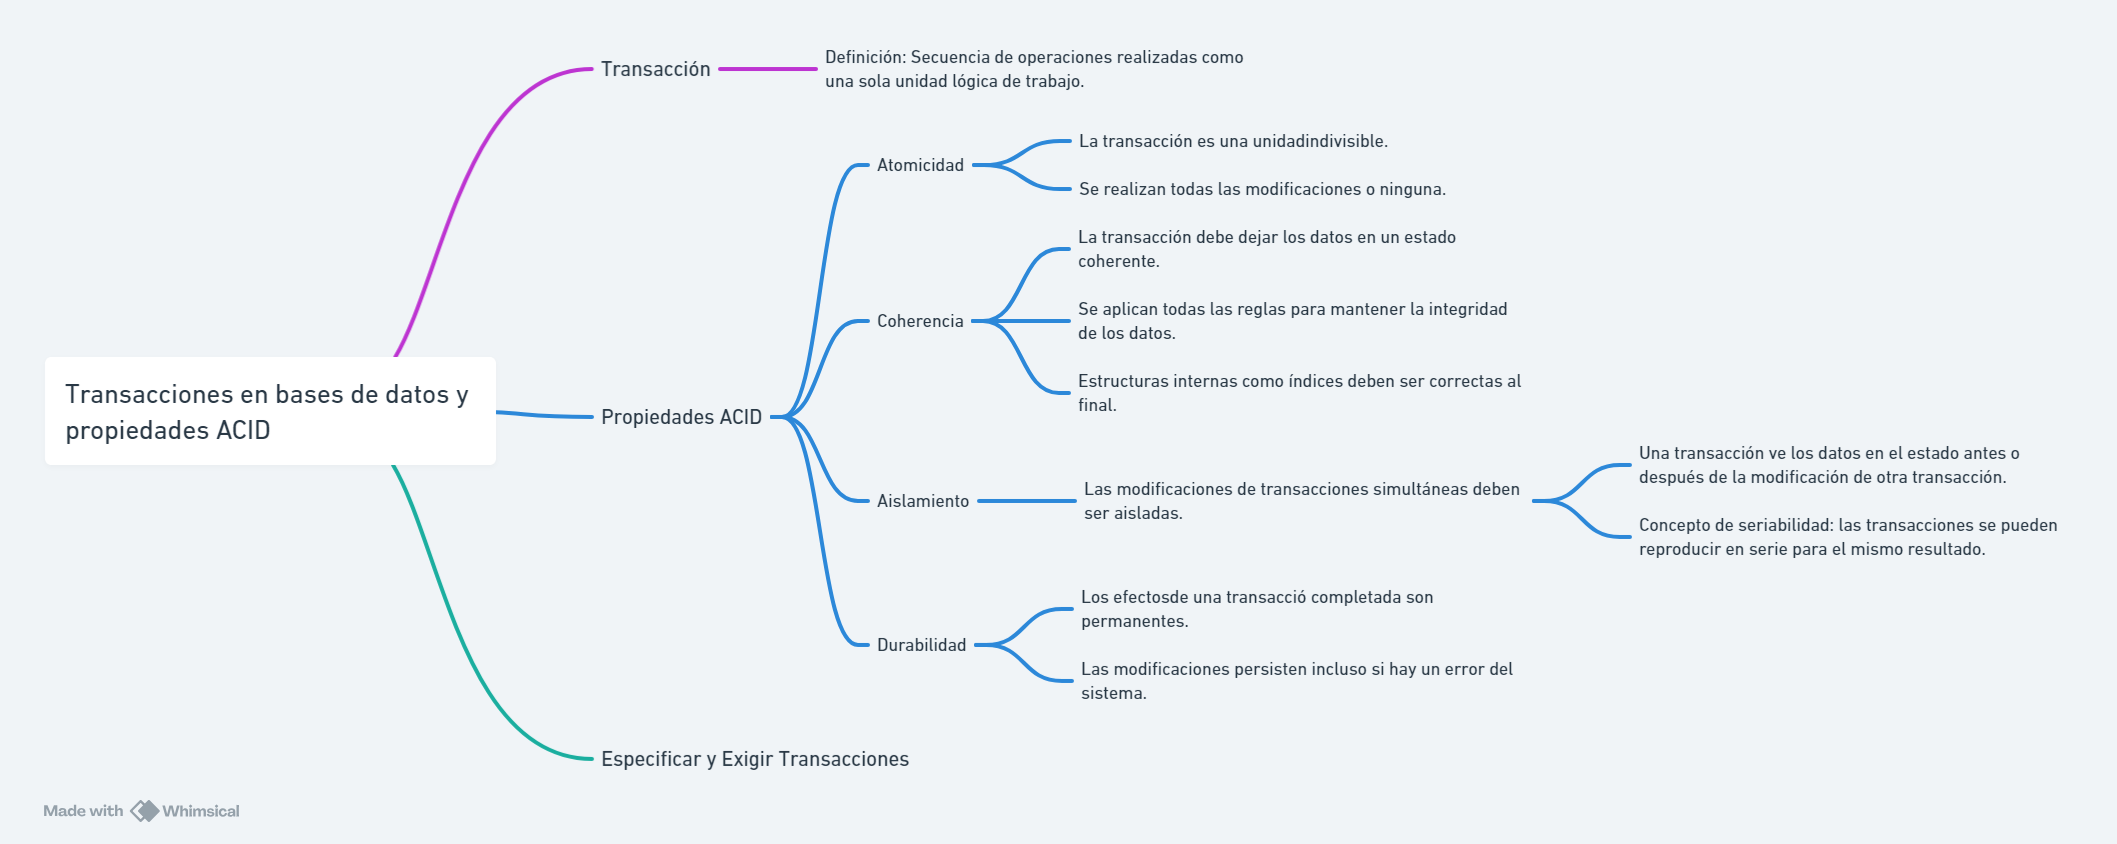 Transacciones en bases de datos y
propiedades ACID
Transacción
Definición: Secuencia de operaciones realizadas como
una sola unidad lógica de trabajo.
Propiedades ACID
Atomicidad
La transacción es una unidadindivisible.
Se realizan todas las modificaciones o ninguna.
Coherencia
La transacción debe dejar los datos en un estado
coherente.
Se aplican todas las reglas para mantener la integridad
de los datos.
Estructuras internas como índices deben ser correctas al
final.
Aislamiento
Las modificaciones de transacciones simultáneas deben
ser aisladas.
Una transacción ve los datos en el estado antes o
después de la modificación de otra transacción.
Concepto de seriabilidad: las transacciones se pueden
reproducir en serie para el mismo resultado.
Durabilidad
Los efectosde una transacció completada son
permanentes.
Las modificaciones persisten incluso si hay un error del
sistema.
Especificar y Exigir Transacciones
Made with Whimsical